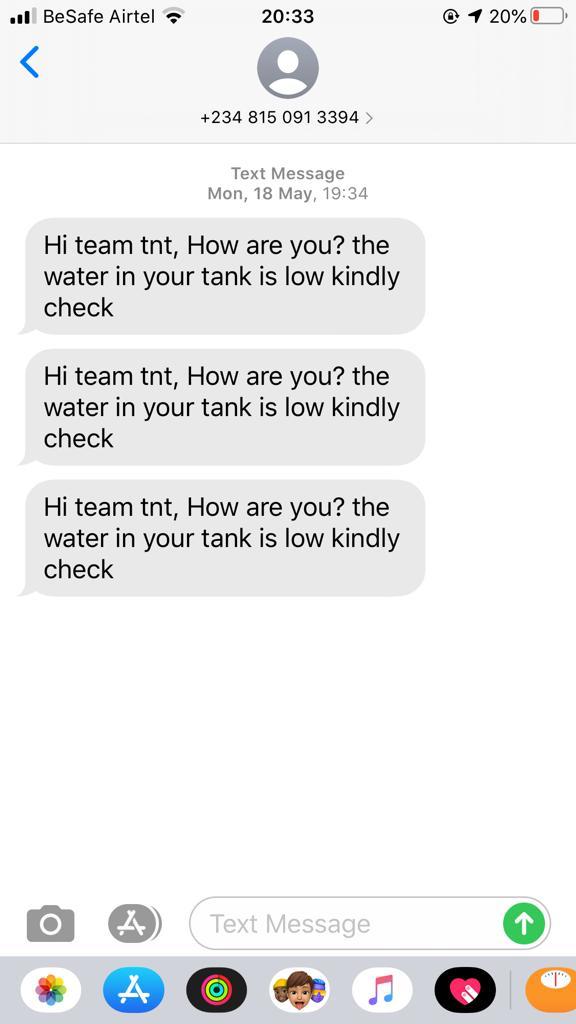 BeSafe Airtel
20:33
20%
+234 815 091 3394
Text Message
Mon, 18 May, 19:34
Hi team tnt, How are you? the
water in your tank is low kindly
check
Hi team tnt, How are you? the
water in your tank is low kindly
check
Hi team tnt, How are you? the
water in your tank is low kindly
check
Text Message